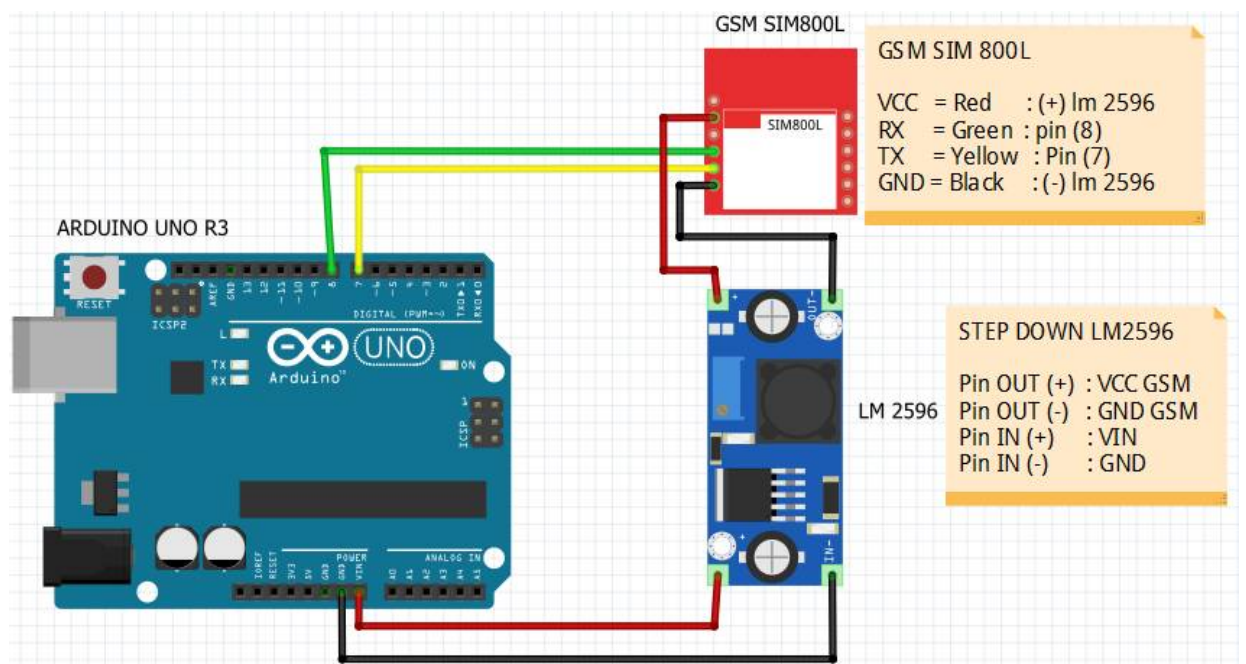 GSM SIM800L
GSM SIM 800L
VCC = Red : (+) lm 2596
RX = Green : pin (8)
TX = Yellow : Pin (7)
GND = Black : (-) lm 2596
SIM800L
ARDUINO UNO R3
RESET
ICSP2
AREF
GND
13
12
~11
~10
~9
8
7
~6
~5
4
~3
2
TX0▸1
RX0◂0
DIGITAL (PWM=~)
L
TX
RX
UNO
Arduino™
ON
1
ICSP
+
OUT-
LM 2596
STEP DOWN LM2596
Pin OUT (+) : VCC GSM
Pin OUT (-) : GND GSM
Pin IN (+) : VIN
Pin IN (-) : GND
+
IN-
POWER
ANALOG IN
IOREF
RESET
3V3
5V
GND
GND
VIN
A0
A1
A2
A3
A4
A5